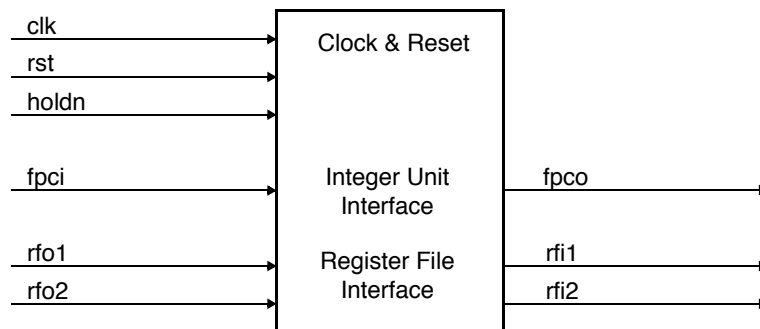 clk
Clock & Reset
rst
holdn
fpci
Integer Unit
Interface
fpco
rfo1
Register File
Interface
rfi1
rfo2
rfi2